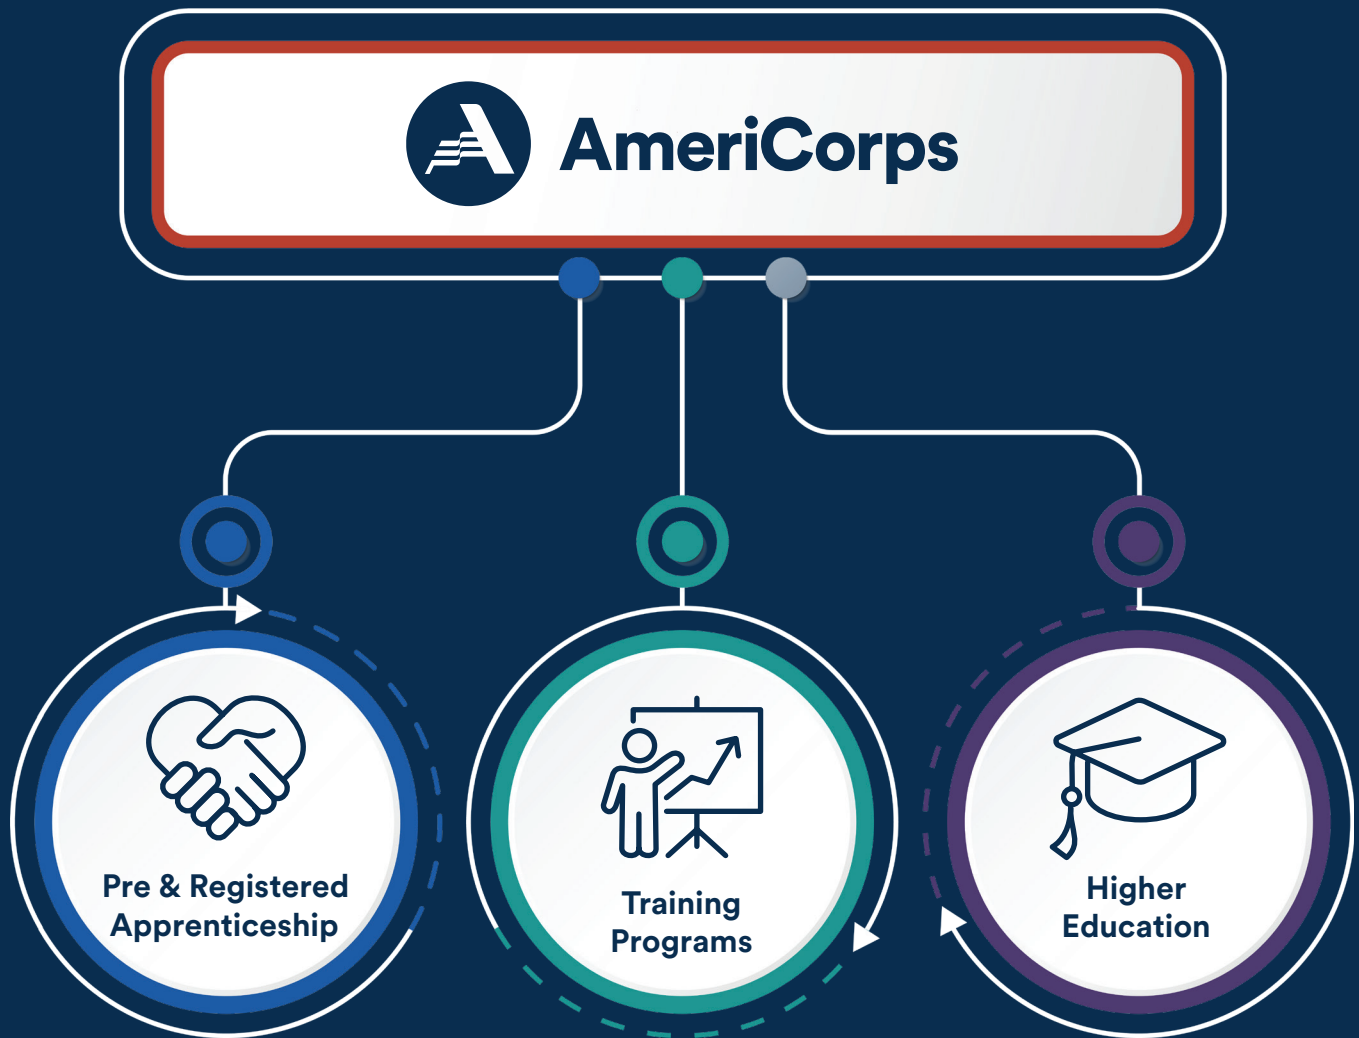 AmeriCorps
Pre & Registered
Apprenticeship
Training
Programs
Higher
Education